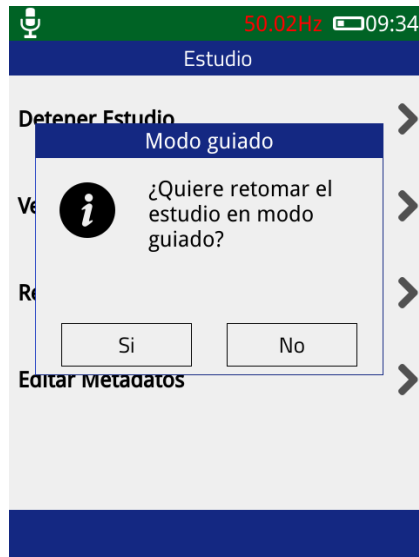 50.02Hz 09:34
Estudio
Detener Estudio
Modo guiado
¿Quiere retomar el
estudio en modo
guiado?
Si No
Editar Metadatos